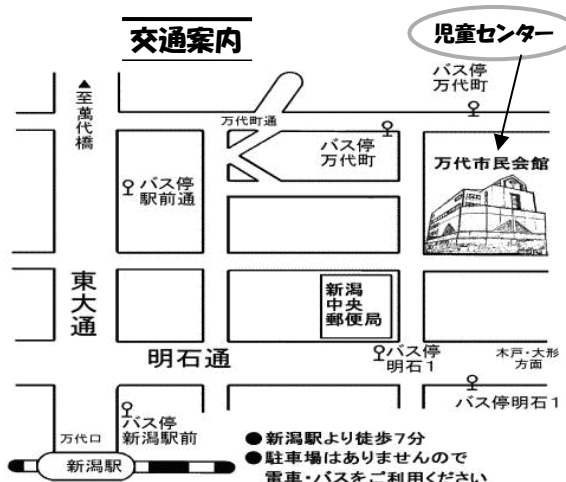 交通案内
児童センター
バス停
万代町
▲至萬代橋
万代町通
バス停
万代町
万代市民会館
バス停
駅前通
東大通
新潟
中央
郵便局
明石通
バス停
明石1
木戸・大形
方面
バス停明石1
バス停
新潟駅前
万代口
新潟駅
●新潟駅より徒歩7分
●駐車場はありませんので
電車・バスをご利用ください